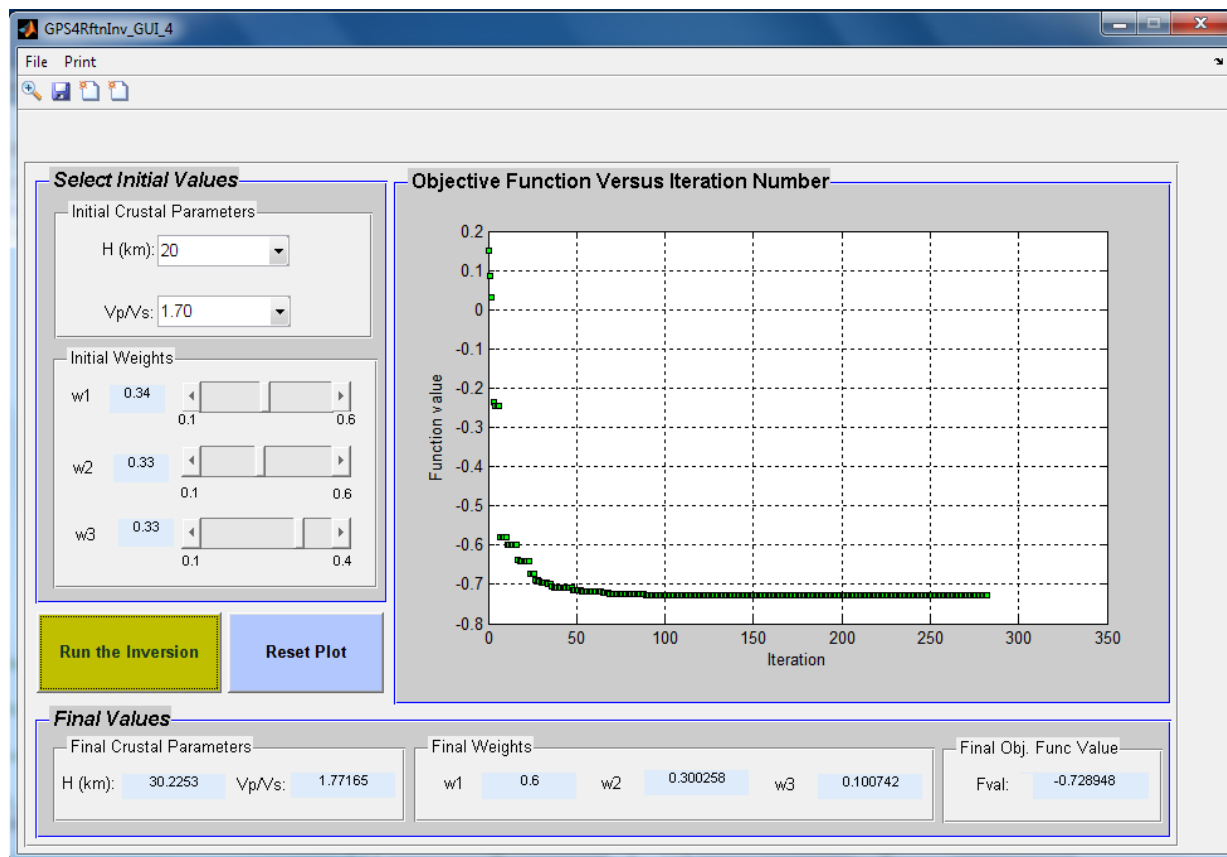 GPS4RftnInv_GUI_4
File Print
Select Initial Values
Initial Crustal Parameters
H (km): 20
Vp/Vs: 1.70
Initial Weights
w1 0.34
0.1 0.6
w2 0.33
0.1 0.6
w3 0.33
0.1 0.4
Run the Inversion
Reset Plot
Objective Function Versus Iteration Number
Function value
0.2
0.1
0
-0.1
-0.2
-0.3
-0.4
-0.5
-0.6
-0.7
-0.8
0 50 100 150 200 250 300 350
Iteration
Final Values
Final Crustal Parameters
H (km): 30.2253 Vp/Vs: 1.77165
Final Weights
w1 0.6 w2 0.300258 w3 0.100742
Final Obj. Func Value
Fval: -0.728948